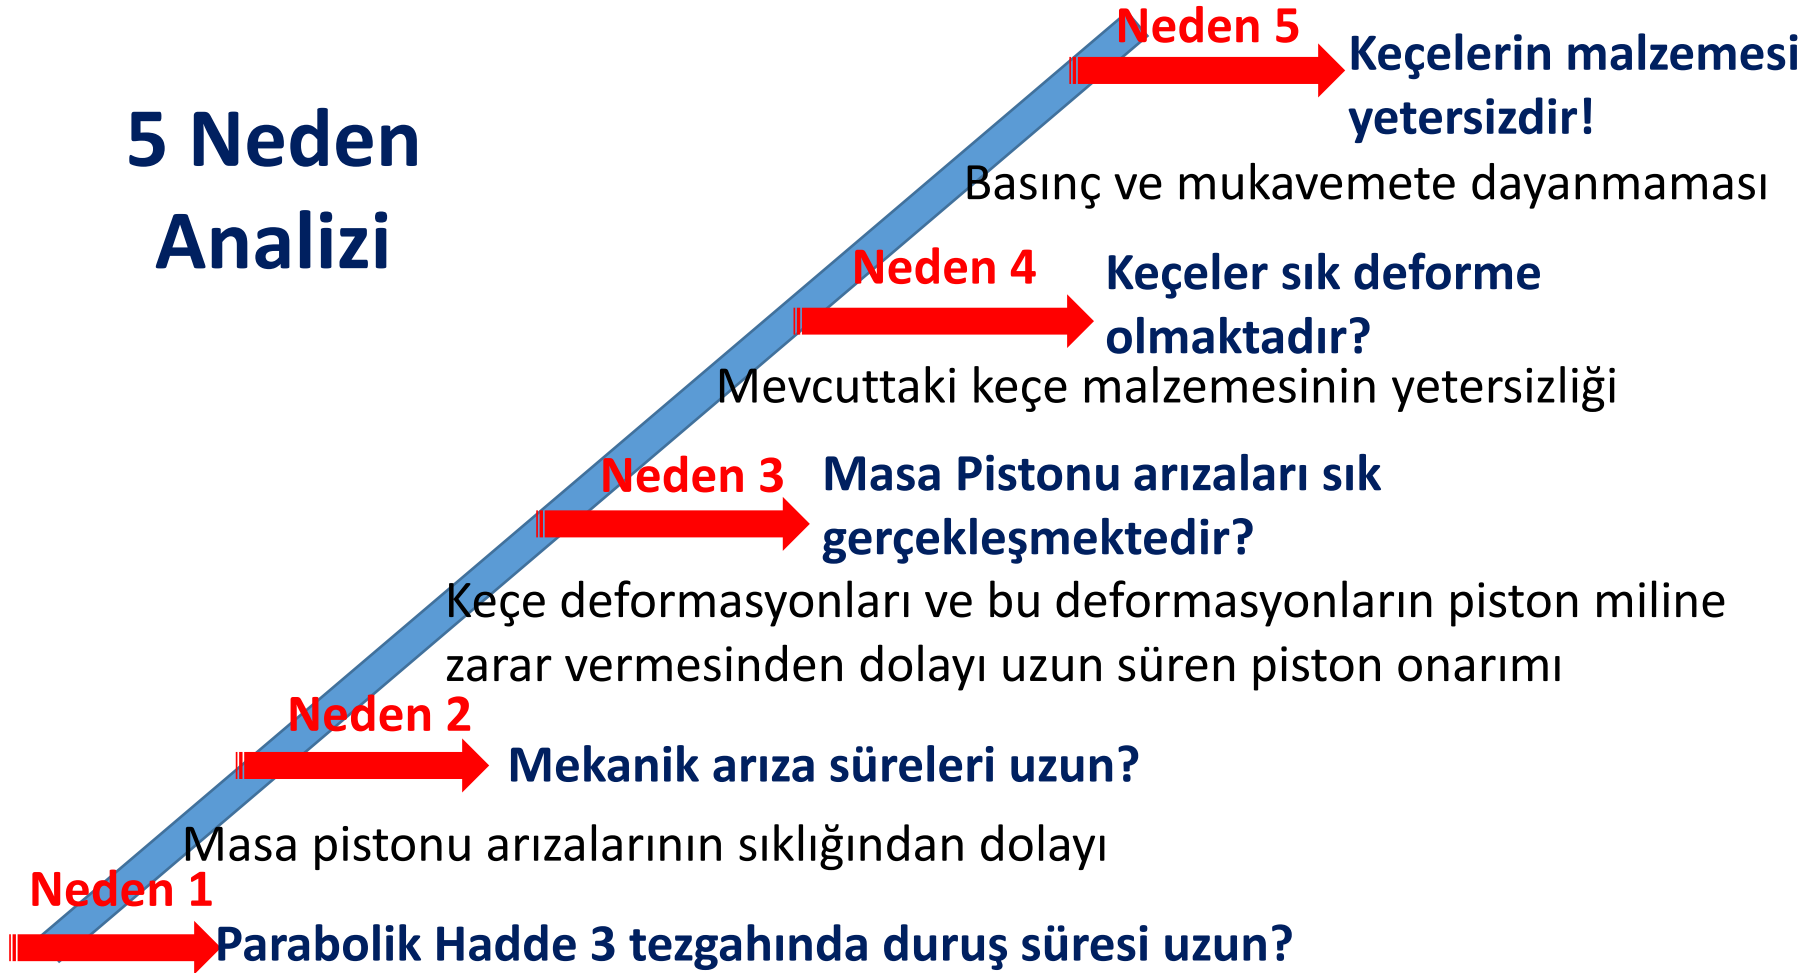 Neden 5
Keçelerin malzemesi
yetersizdir!
5 Neden
Analizi
Basınç ve mukavemete dayanmaması
Neden 4
Keçeler sık deforme
olmaktadır?
Mevcuttaki keçe malzemesinin yetersizliği
Neden 3
Masa Pistonu arızaları sık
gerçekleşmektedir?
Keçe deformasyonları ve bu deformasyonların piston miline
zarar vermesinden dolayı uzun süren piston onarımı
Neden 2
Mekanik arıza süreleri uzun?
Masa pistonu arızalarının sıklığından dolayı
Neden 1
Parabolik Hadde 3 tezgahında duruş süresi uzun?